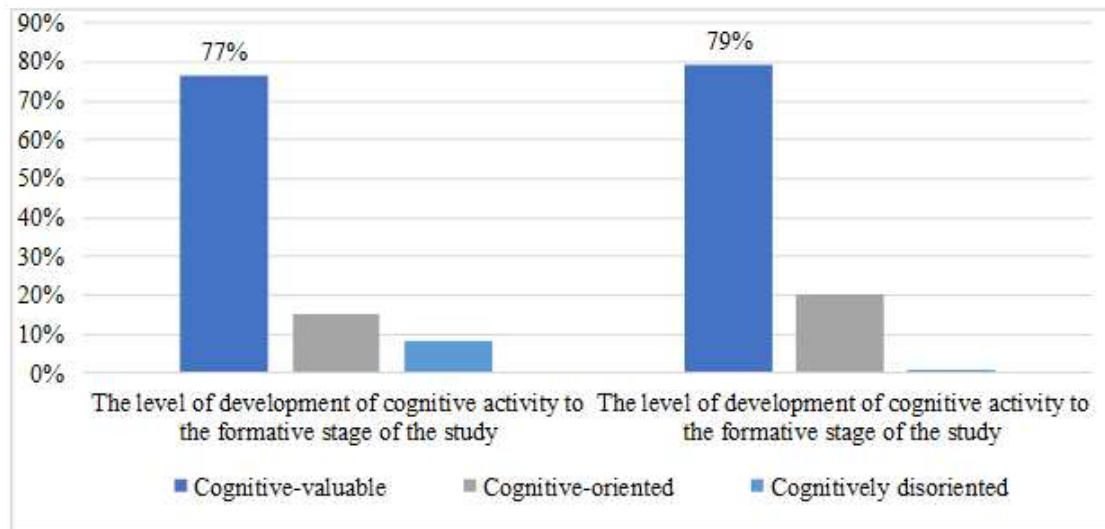 90%
80%
70%
60%
50%
40%
30%
20%
10%
0%
77%
79%
The level of development of cognitive activity to
the formative stage of the study
The level of development of cognitive activity to
the formative stage of the study
Cognitive-valuable
Cognitive-oriented
Cognitively disoriented